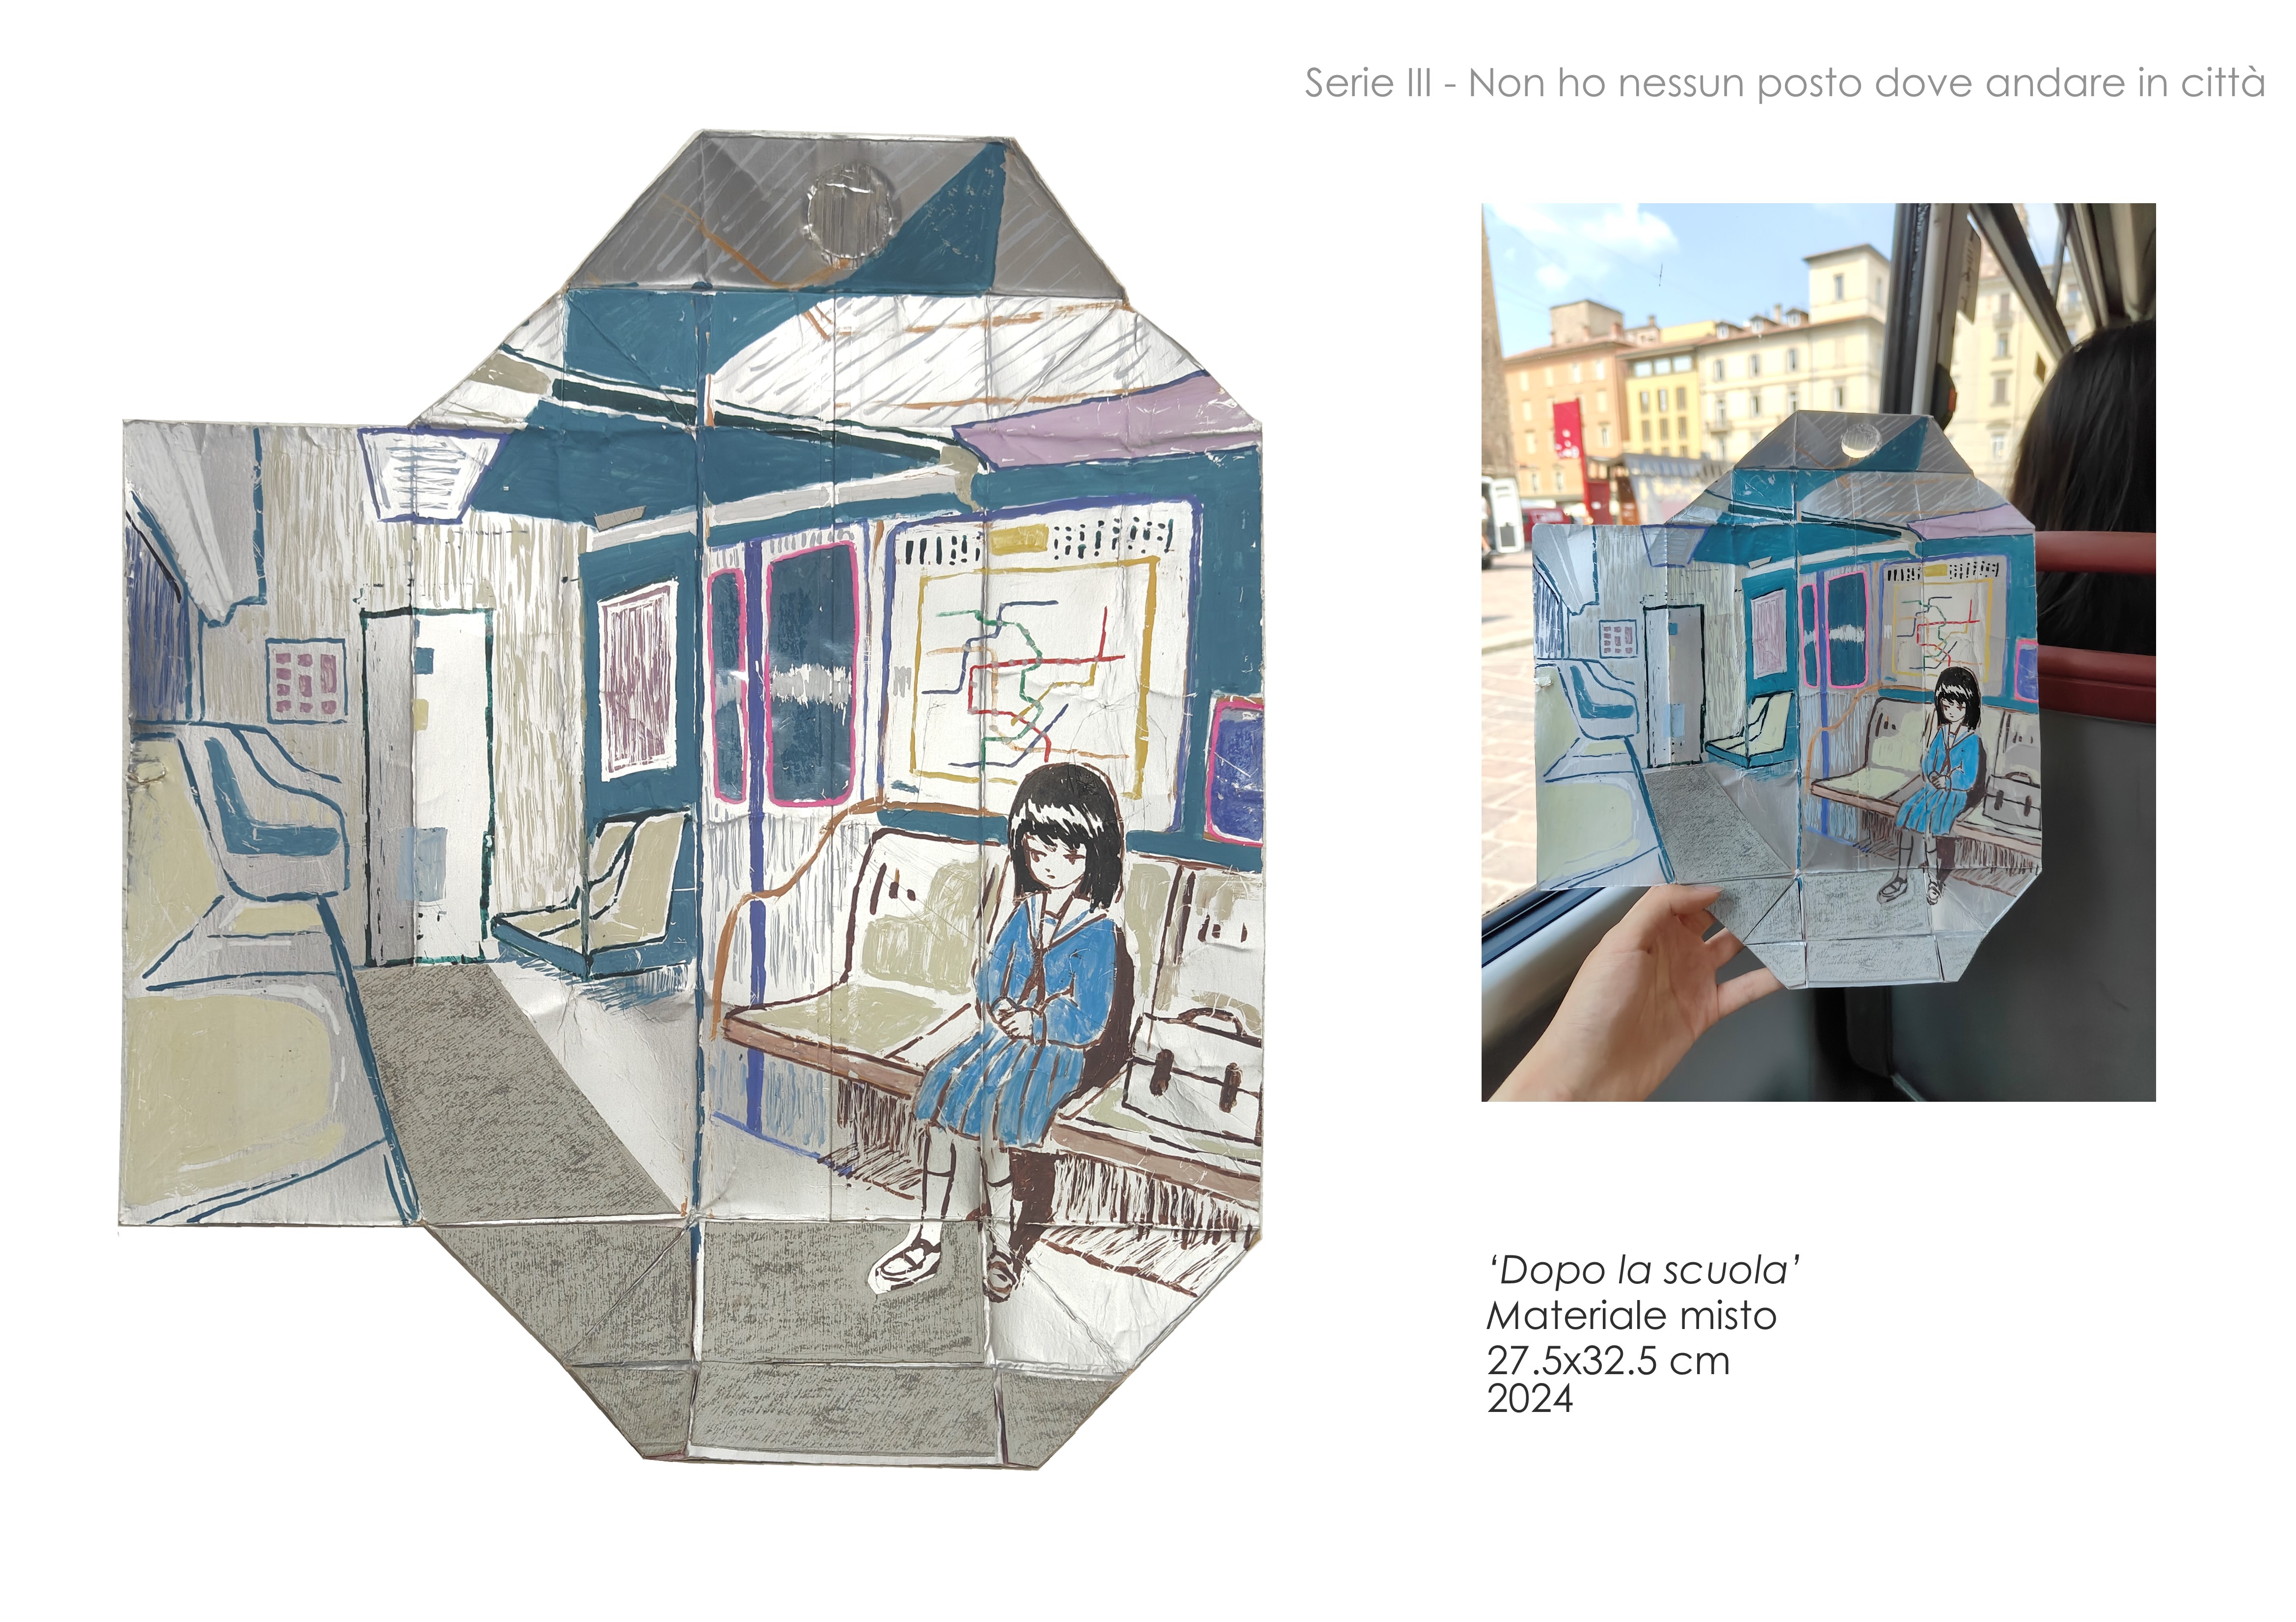 Serie III - Non ho nessun posto dove andare in città
‘Dopo la scuola’
Materiale misto
27.5x32.5 cm
2024